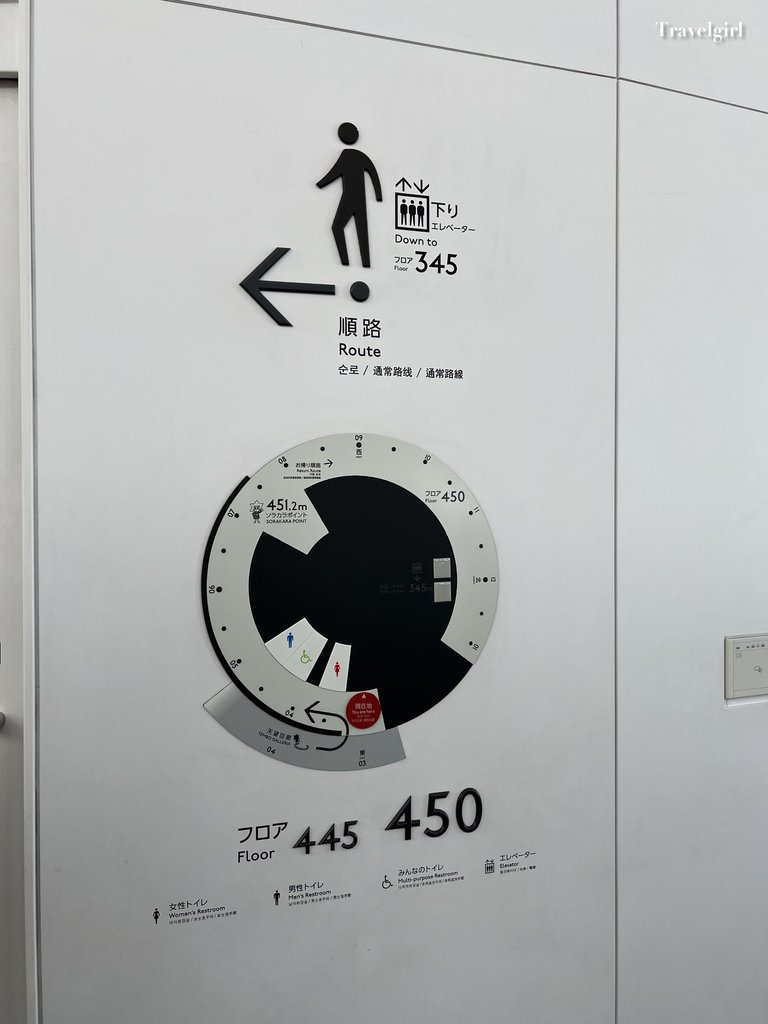 Travelgirl
下り
エレベーター
Down to
フロア
Floor
345
順路
Route
순로 / 通常路线 / 通常路線
09
西
08
お帰り順路
Return Route
10
フロア
Floor
450
451.2m
ソラカラポイント
SORAKARA POINT
07
11
345m
12
北
06
05
04
現在地
You are here
天望回廊
TEMBO GALLERIA
04
東
03
フロア
Floor
445
450
女性トイレ
Women's Restroom
男性トイレ
Men's Restroom
みんなのトイレ
Multi-purpose Restroom
エレベーター
Elevator